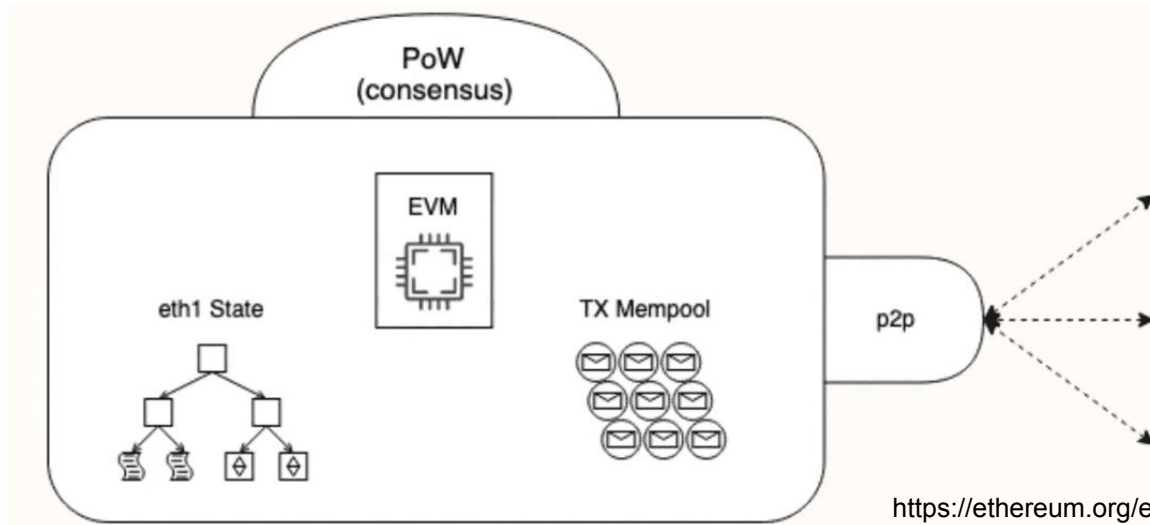 PoW
(consensus)
EVM
eth1 State
TX Mempool
p2p
https://ethereum.org/e